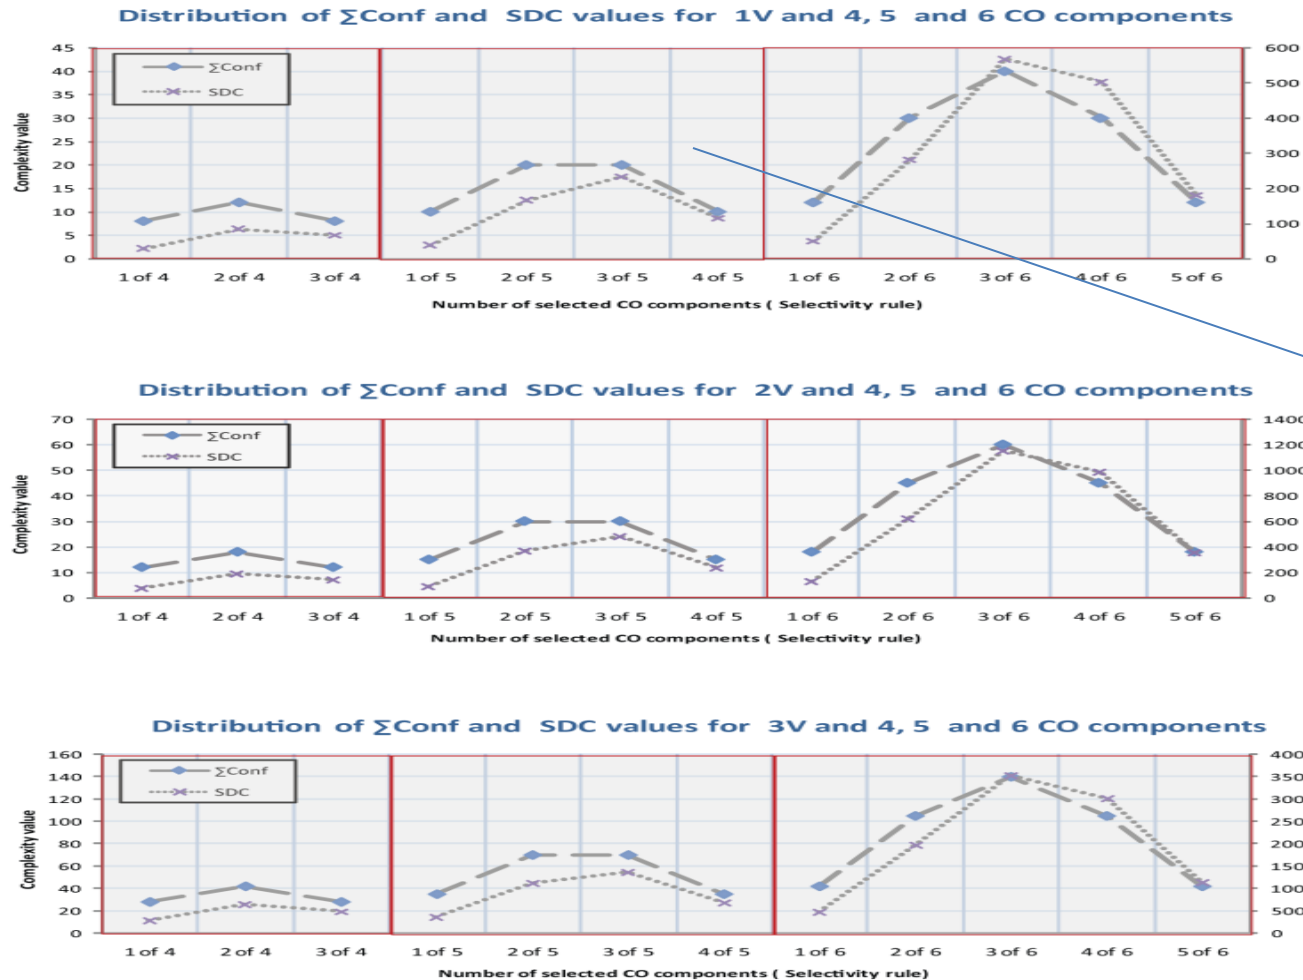 Distribution of ∑Conf and SDC values for 1V and 4, 5 and 6 CO components
45 40 35 30 25 20 15 10 5 0
Complexity value
∑Conf
SDC
600 500 400 300 200 100 0
1 of 4 2 of 4 3 of 4 1 of 5 2 of 5 3 of 5 4 of 5 1 of 6 2 of 6 3 of 6 4 of 6 5 of 6
Number of selected CO components ( Selectivity rule)
Distribution of ∑Conf and SDC values for 2V and 4, 5 and 6 CO components
70 60 50 40 30 20 10 0
Complexity value
∑Conf
SDC
1400 1200 1000 800 600 400 200 0
1 of 4 2 of 4 3 of 4 1 of 5 2 of 5 3 of 5 4 of 5 1 of 6 2 of 6 3 of 6 4 of 6 5 of 6
Number of selected CO components ( Selectivity rule)
Distribution of ∑Conf and SDC values for 3V and 4, 5 and 6 CO components
160 140 120 100 80 60 40 20 0
Complexity value
∑Conf
SDC
1 of 4 2 of 4 3 of 4 1 of 5 2 of 5 3 of 5 4 of 5 1 of 6 2 of 6 3 of 6 4 of 6 5 of 6
Number of selected CO components ( Selectivity rule)